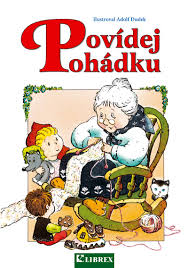 Ilustroval Adolf Dudek
Povídej
Pohádku
LIBREX